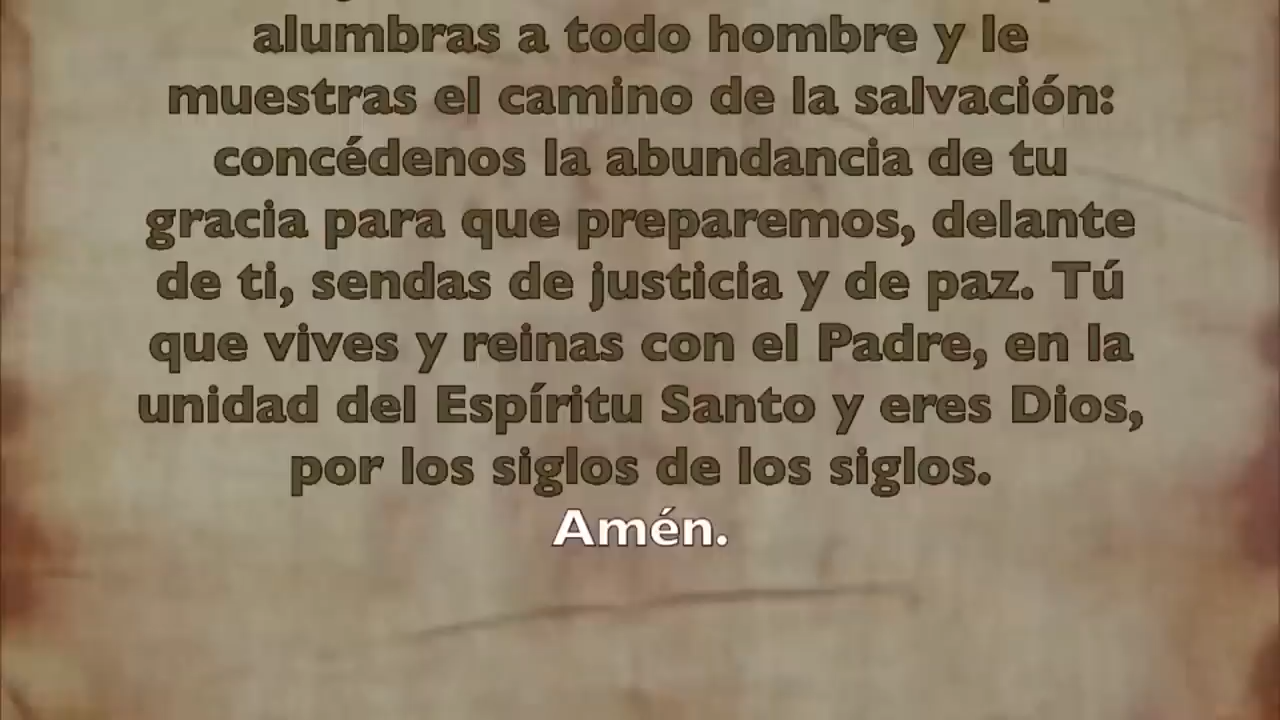 alumbras a todo hombre y le
muestras el camino de la salvación:
concédenos la abundancia de tu
gracia para que preparemos, delante
de ti, sendas de justicia y de paz. Tú
que vives y reinas con el Padre, en la
unidad del Espíritu Santo y eres Dios,
por los siglos de los siglos.
Amén.